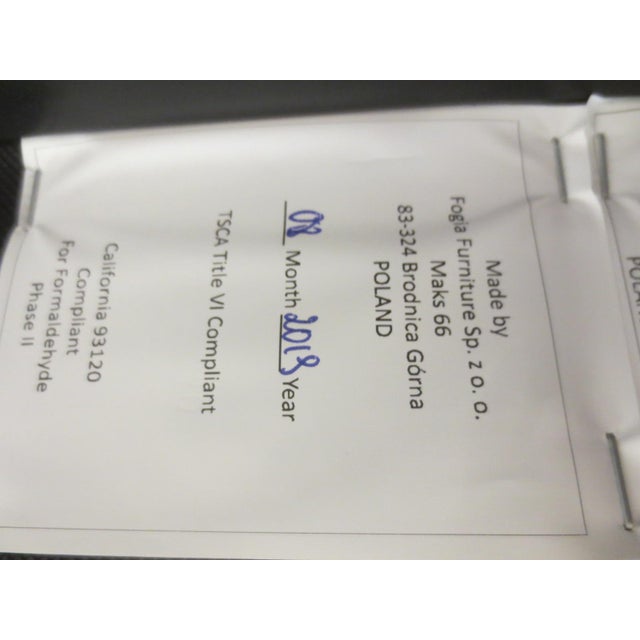 Made by
Fogia Furniture Sp. z o. o.
Maks 66
83-324 Brodnica Górna
POLAND
08 Month 2019 Year
TSCA Title VI Compliant
California 93120
Compliant
For Formaldehyde
Phase II